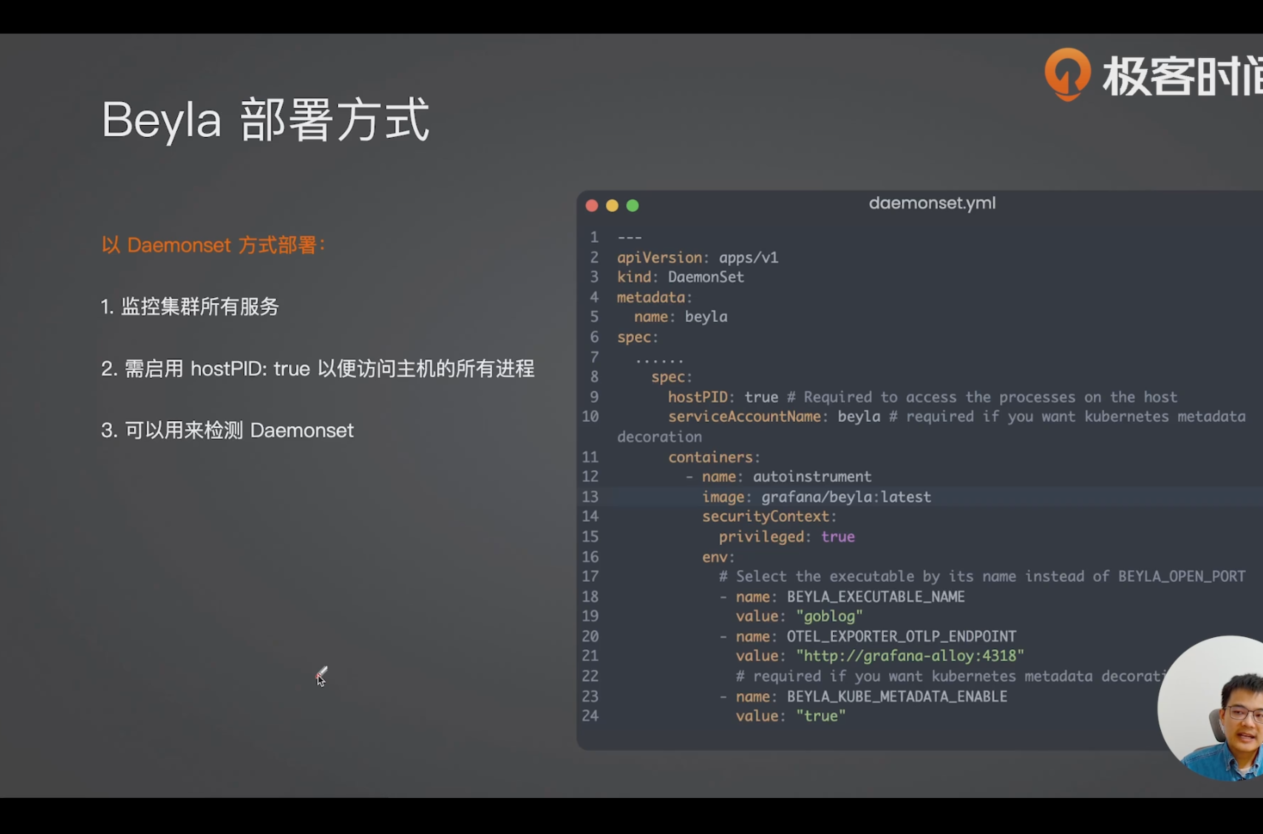 极客时间
Beyla 部署方式
以 Daemonset 方式部署：
1. 监控集群所有服务
2. 需启用 hostPID: true 以便访问主机的所有进程
3. 可以用来检测 Daemonset
daemonset.yml
1 ---
2 apiVersion: apps/v1
3 kind: DaemonSet
4 metadata:
5   name: beyla
6 spec:
7   ......
8     spec:
9       hostPID: true # Required to access the processes on the host
10       serviceAccountName: beyla # required if you want kubernetes metadata
decoration
11       containers:
12         - name: autoinstrument
13           image: grafana/beyla:latest
14           securityContext:
15             privileged: true
16           env:
17             # Select the executable by its name instead of BEYLA_OPEN_PORT
18             - name: BEYLA_EXECUTABLE_NAME
19               value: "goblog"
20             - name: OTEL_EXPORTER_OTLP_ENDPOINT
21               value: "http://grafana-alloy:4318"
22               # required if you want kubernetes metadata decorati
23             - name: BEYLA_KUBE_METADATA_ENABLE
24               value: "true"